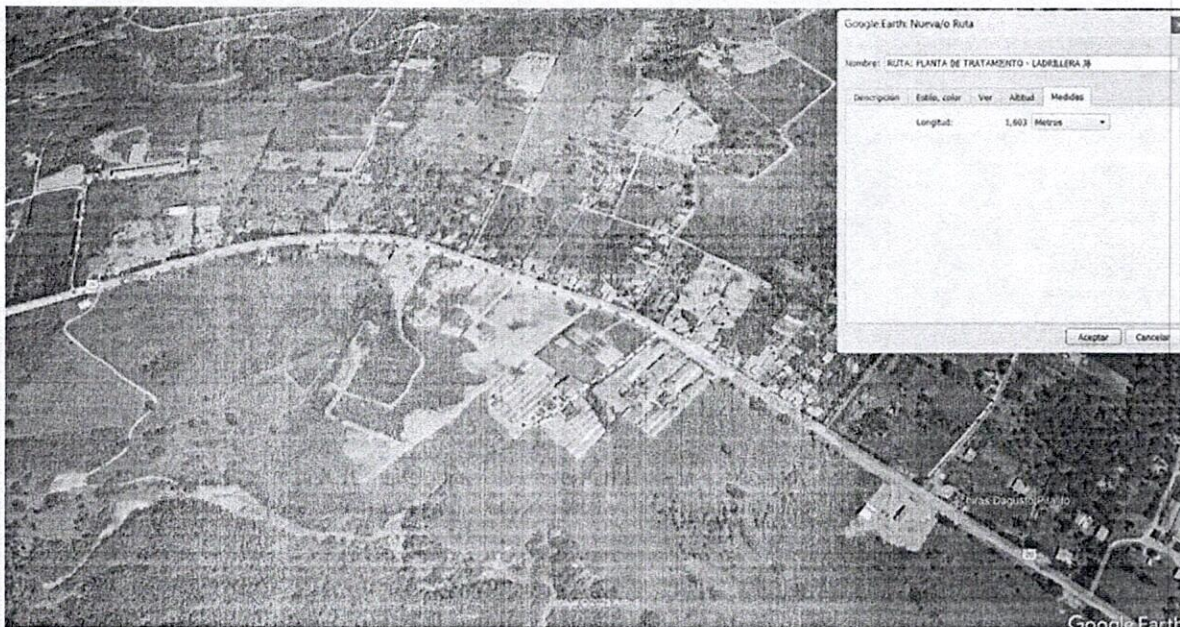 Google Earth: Nueva/o Ruta
Nombre: RUTA: PLANTA DE TRATAMIENTO - LADRILLERA JB
Descripción Estilo, color Ver Altitud Medidas
Longitud: 1,603 Metros
Aceptar Cancelar
20
Google Earth